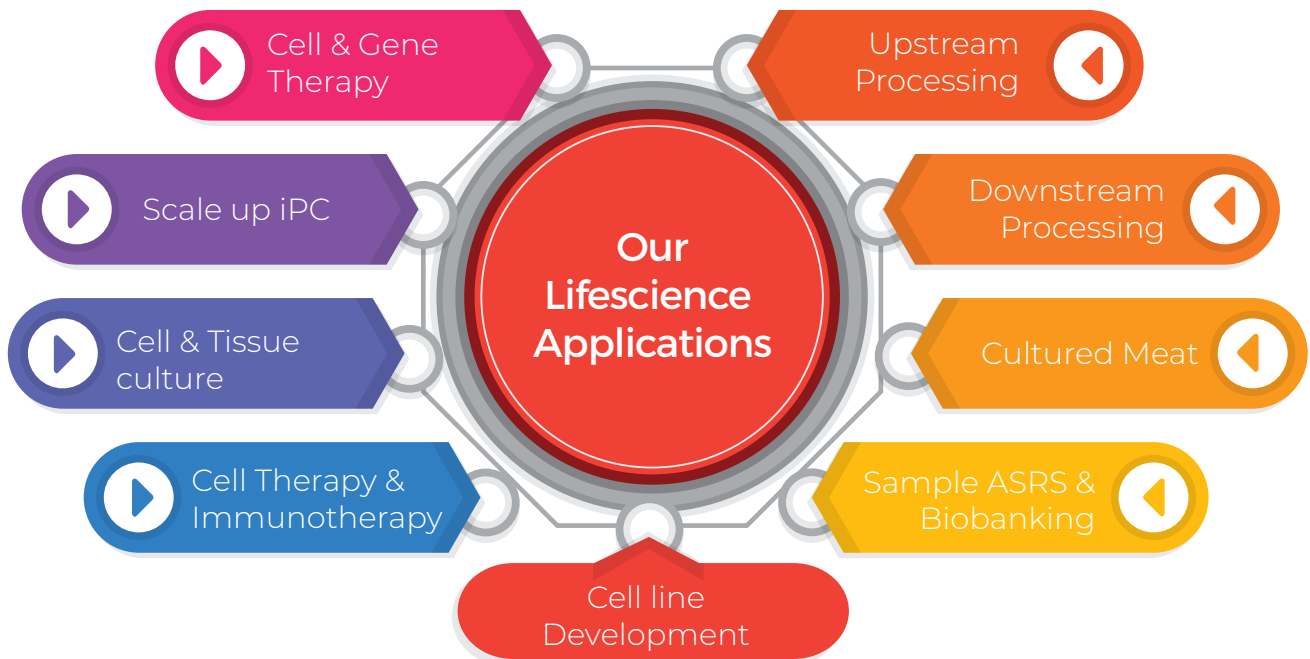 Cell & Gene
Therapy
Upstream
Processing
Scale up iPC
Downstream
Processing
Our
Lifescience
Applications
Cell & Tissue
culture
Cultured Meat
Cell Therapy &
Immunotherapy
Sample ASRS &
Biobanking
Cell line
Development